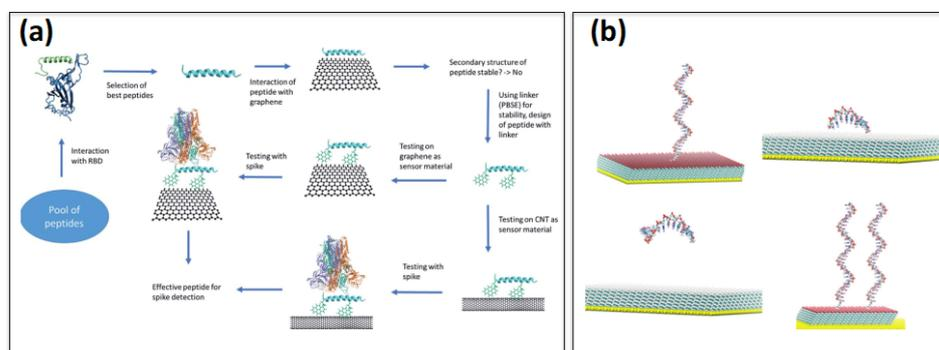 (a)
Selection of
best peptides
Interaction of
peptide with
graphene
Secondary structure of
peptide stable? -> No
Using linker
(PBSE) for
stability, design
of peptide with
linker
Interaction
with RBD
Testing with
spike
Testing on
graphene as
sensor material
Pool of
peptides
Testing on CNT as
sensor material
Effective peptide for
spike detection
Testing with
spike
(b)